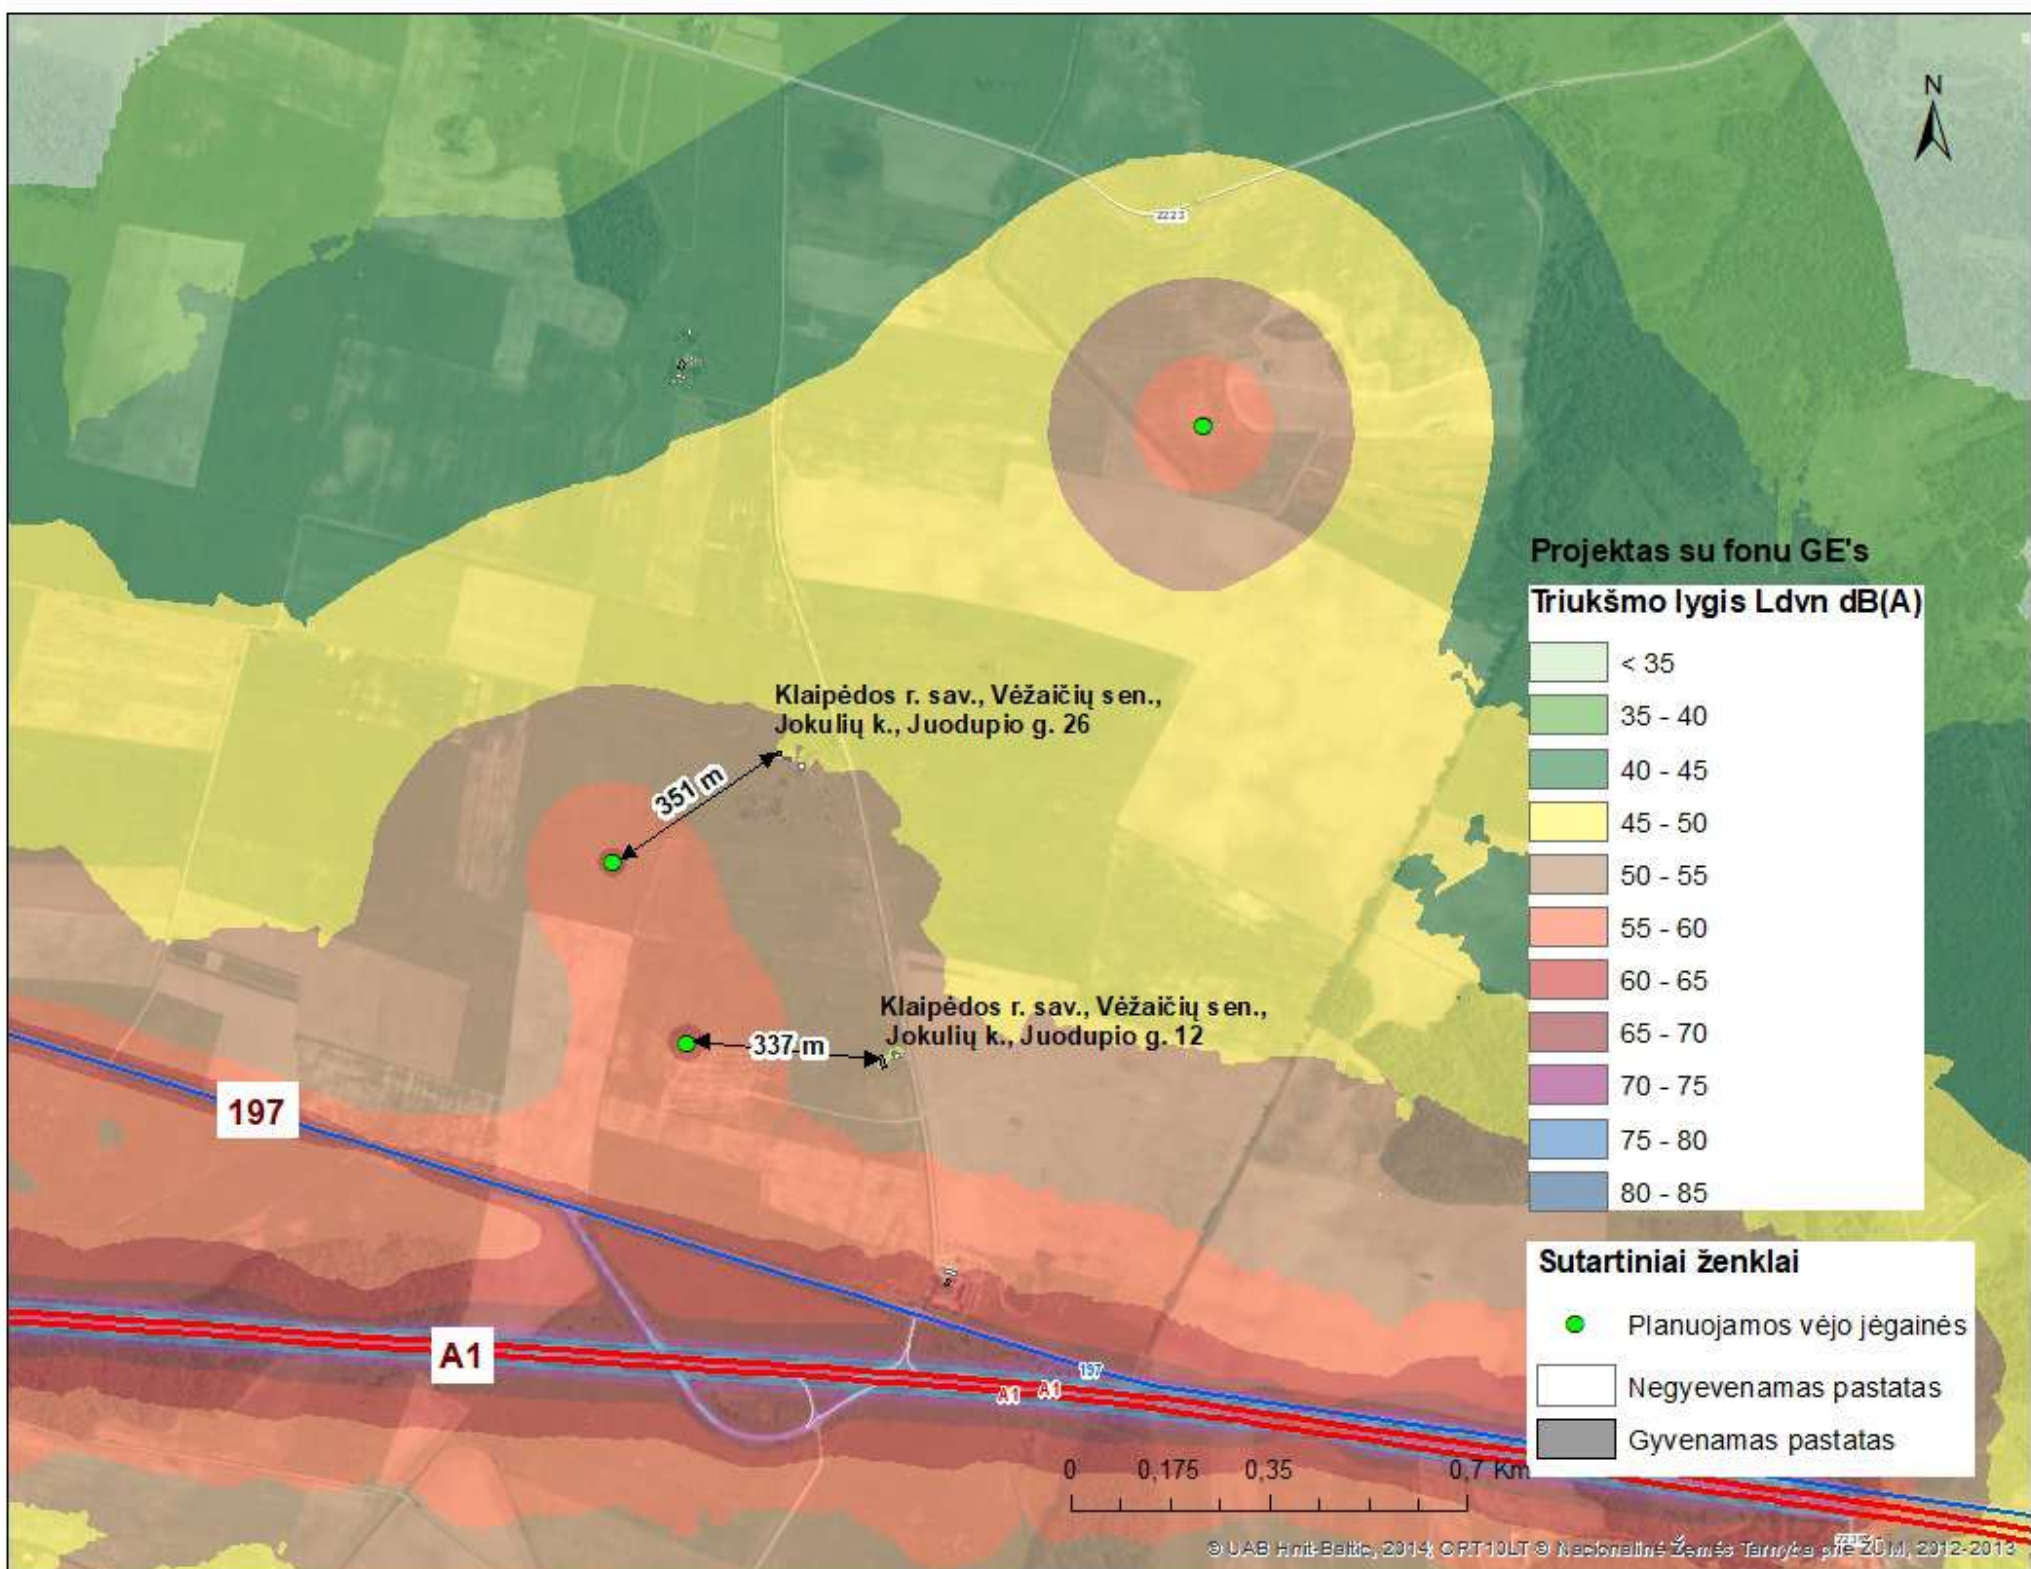 N
2223
Projektas su fonu GE's
Triukšmo lygis Ldvn dB(A)
< 35
35 - 40
40 - 45
45 - 50
50 - 55
55 - 60
60 - 65
65 - 70
70 - 75
75 - 80
80 - 85
Klaipėdos r. sav., Vėžaičių sen.,
Jokulių k., Juodupio g. 26
351 m
Klaipėdos r. sav., Vėžaičių sen.,
Jokulių k., Juodupio g. 12
337 m
197
A1
197
A1 A1
Sutartiniai ženklai
Planuojamos vėjo jėgainės
Negyevenamas pastatas
Gyvenamas pastatas
0 0,175 0,35 0,7 Km
© UAB Hnit-Baltic, 2014; ORT10LT © Nacionalinė Žemės Tarnyba prie ŽŪM, 2012-2013